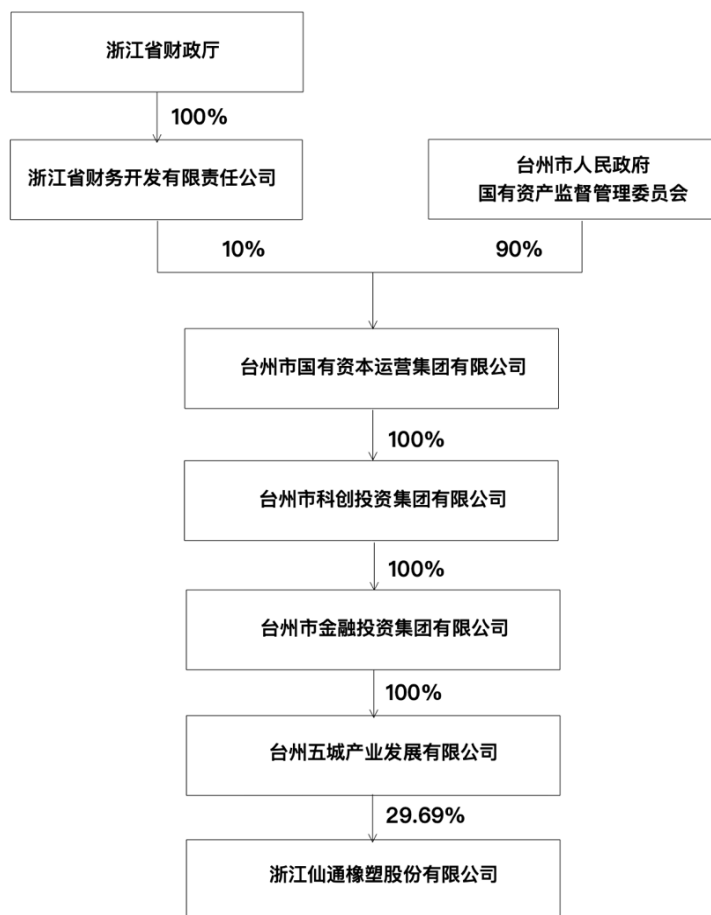 浙江省财政厅
100%
浙江省财务开发有限责任公司
台州市人民政府
国有资产监督管理委员会
10%
90%
台州市国有资本运营集团有限公司
100%
台州市科创投资集团有限公司
100%
台州市金融投资集团有限公司
100%
台州五城产业发展有限公司
29.69%
浙江仙通橡塑股份有限公司